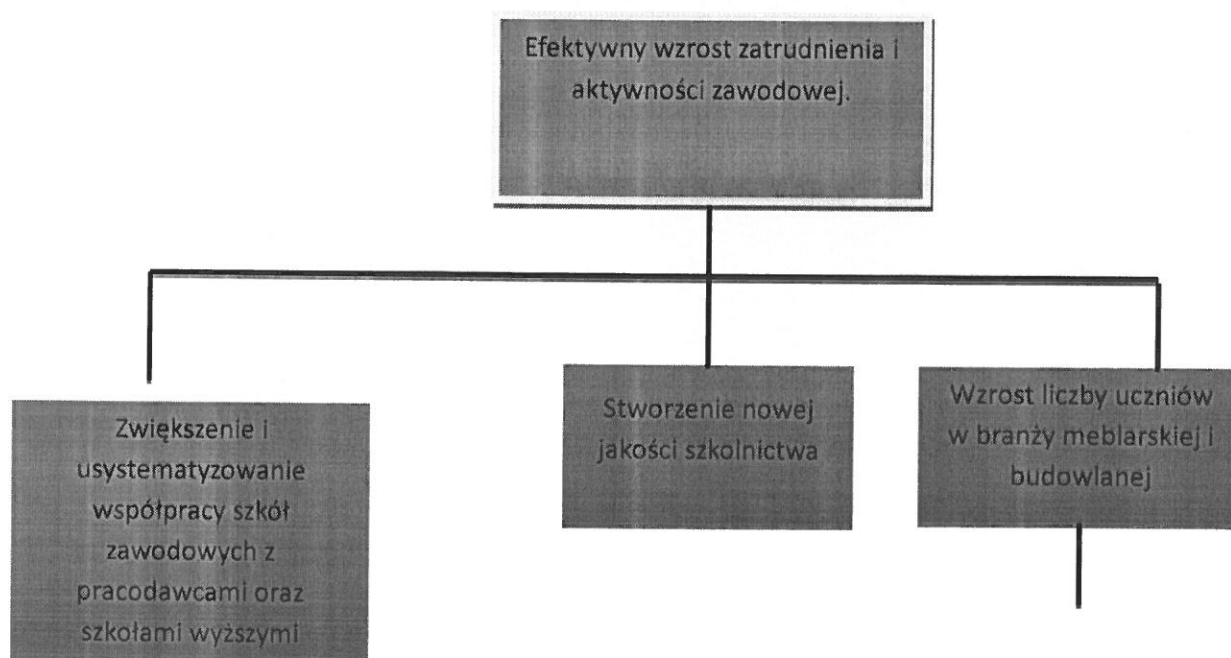 Efektywny wzrost zatrudnienia i
aktywności zawodowej.
Zwiększenie i
usystematyzowanie
współpracy szkół
zawodowych z
pracodawcami oraz
szkołami wyższymi
Stworzenie nowej
jakości szkolnictwa
Wzrost liczby uczniów
w branży meblarskiej i
budowlanej